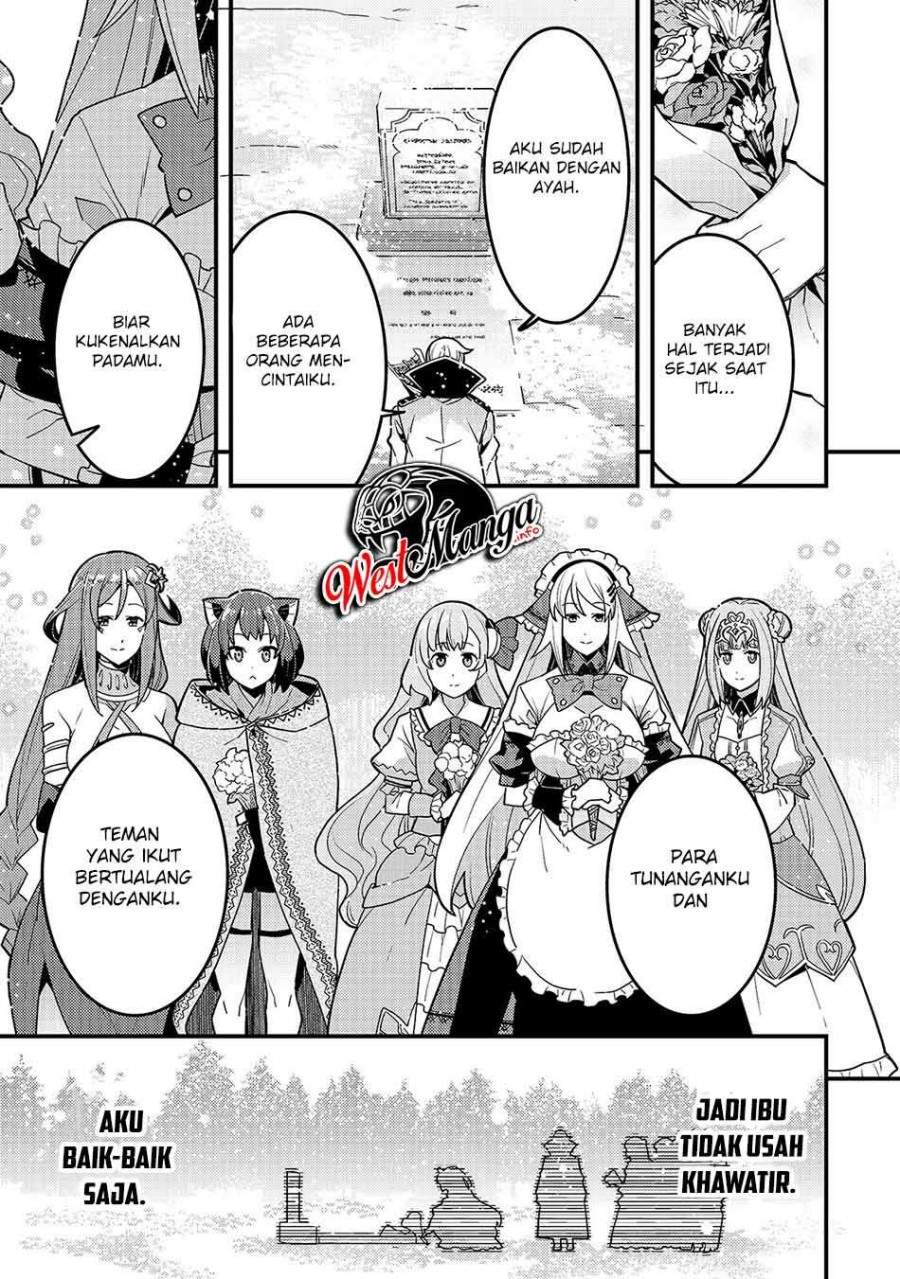 BANYAK
HAL TERJADI
SEJAK SAAT
ITU...
AKU SUDAH
BAIKAN DENGAN
AYAH.
ADA
BEBERAPA
ORANG MEN-
CINTAIKU.
BIAR
KUKENALKAN
PADAMU.
WestManga
.info
PARA
TUNANGANKU
DAN
TEMAN
YANG IKUT
BERTUALANG
DENGANKU.
JADI IBU
TIDAK USAH
KHAWATIR.
AKU
BAIK-BAIK
SAJA.